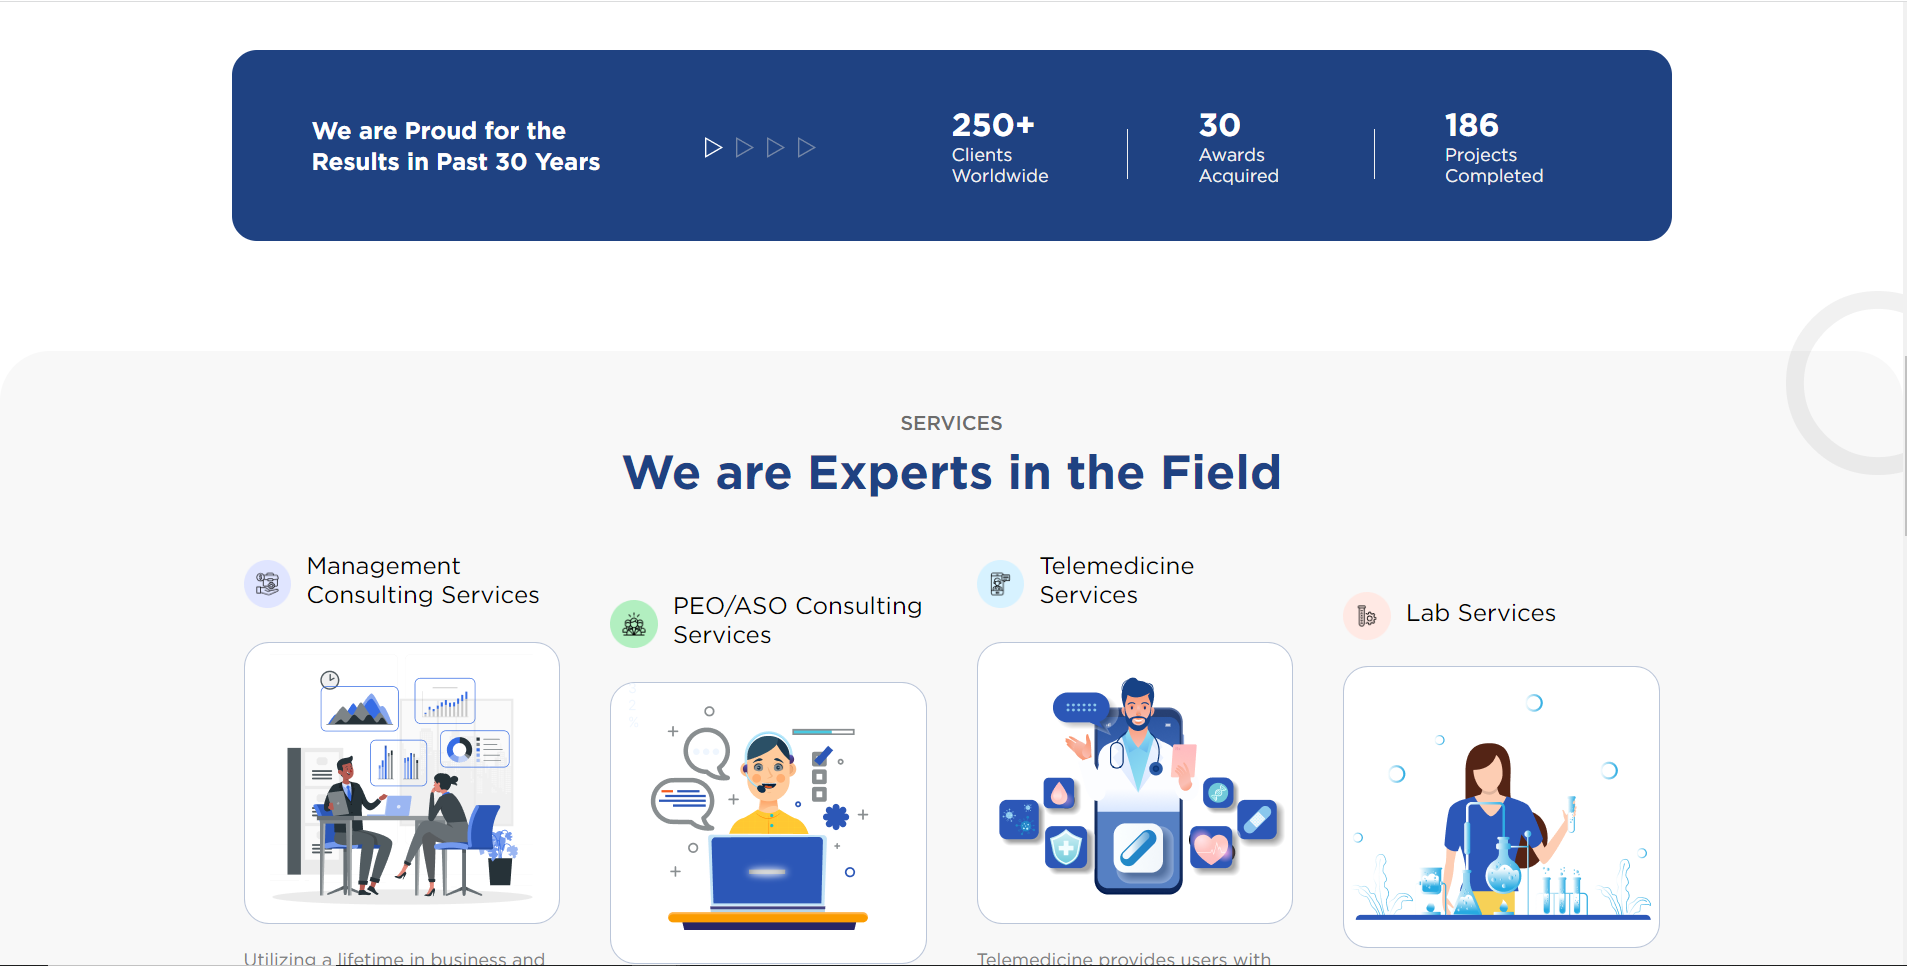 We are Proud for the
Results in Past 30 Years
250+
Clients
Worldwide
30
Awards
Acquired
186
Projects
Completed
SERVICES
We are Experts in the Field
Management
Consulting Services
PEO/ASO Consulting
Services
Telemedicine
Services
Lab Services
Utilizing a lifetime in business and
Telemedicine provides users with